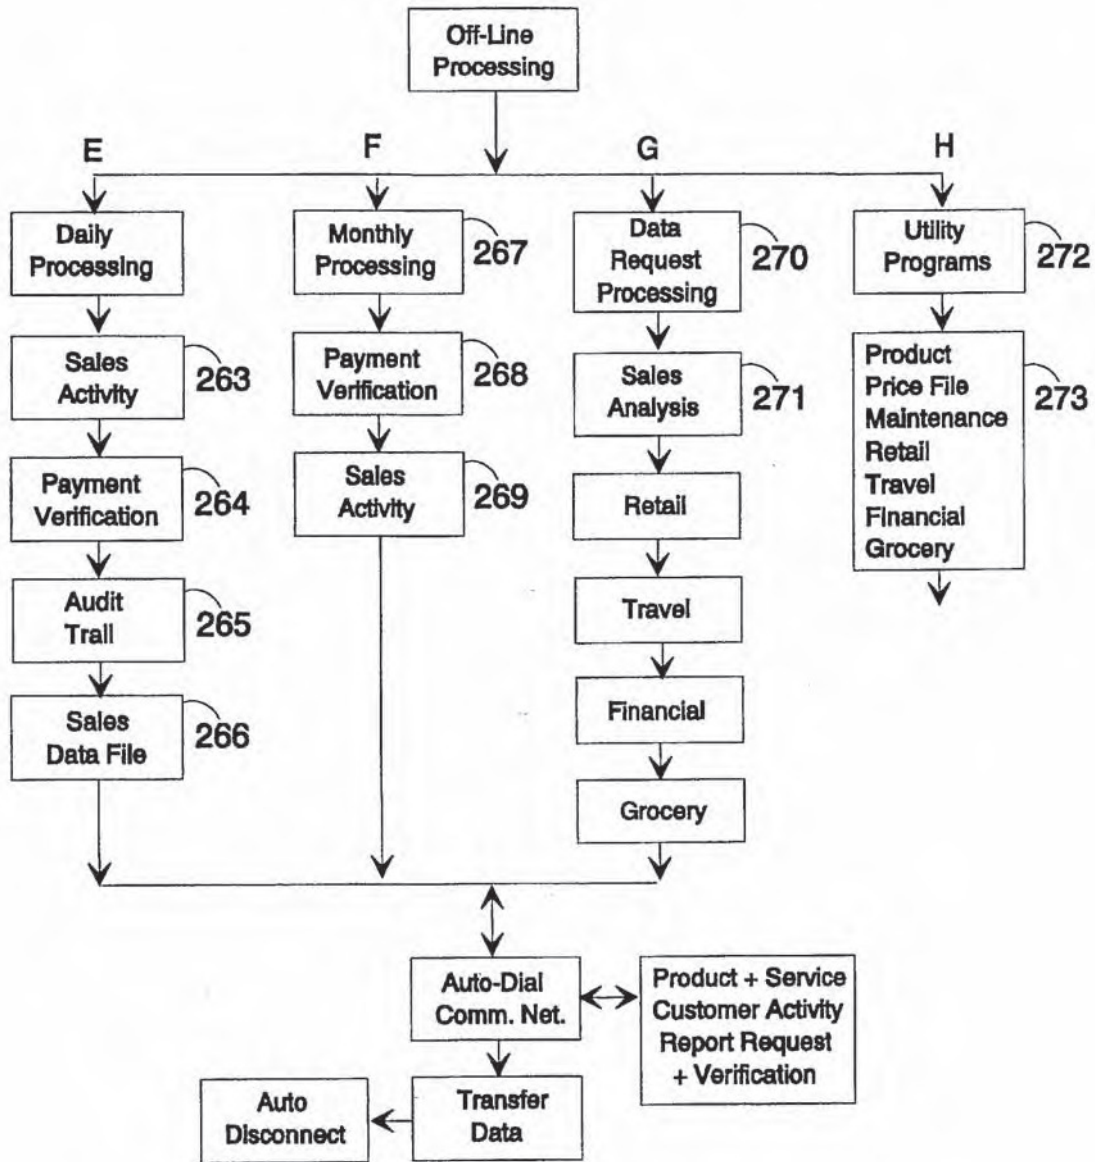 Off-Line
Processing
E
F
G
H
Daily
Processing
Sales
Activity
263
Payment
Verification
264
Audit
Trail
265
Sales
Data File
266
Monthly
Processing
267
Payment
Verification
268
Sales
Activity
269
Data
Request
Processing
270
Sales
Analysis
271
Retail
Travel
Financial
Grocery
Utility
Programs
272
Product
Price File
Maintenance
Retail
Travel
Financial
Grocery
273
Auto-Dial
Comm. Net.
Product + Service
Customer Activity
Report Request
+ Verification
Transfer
Data
Auto
Disconnect